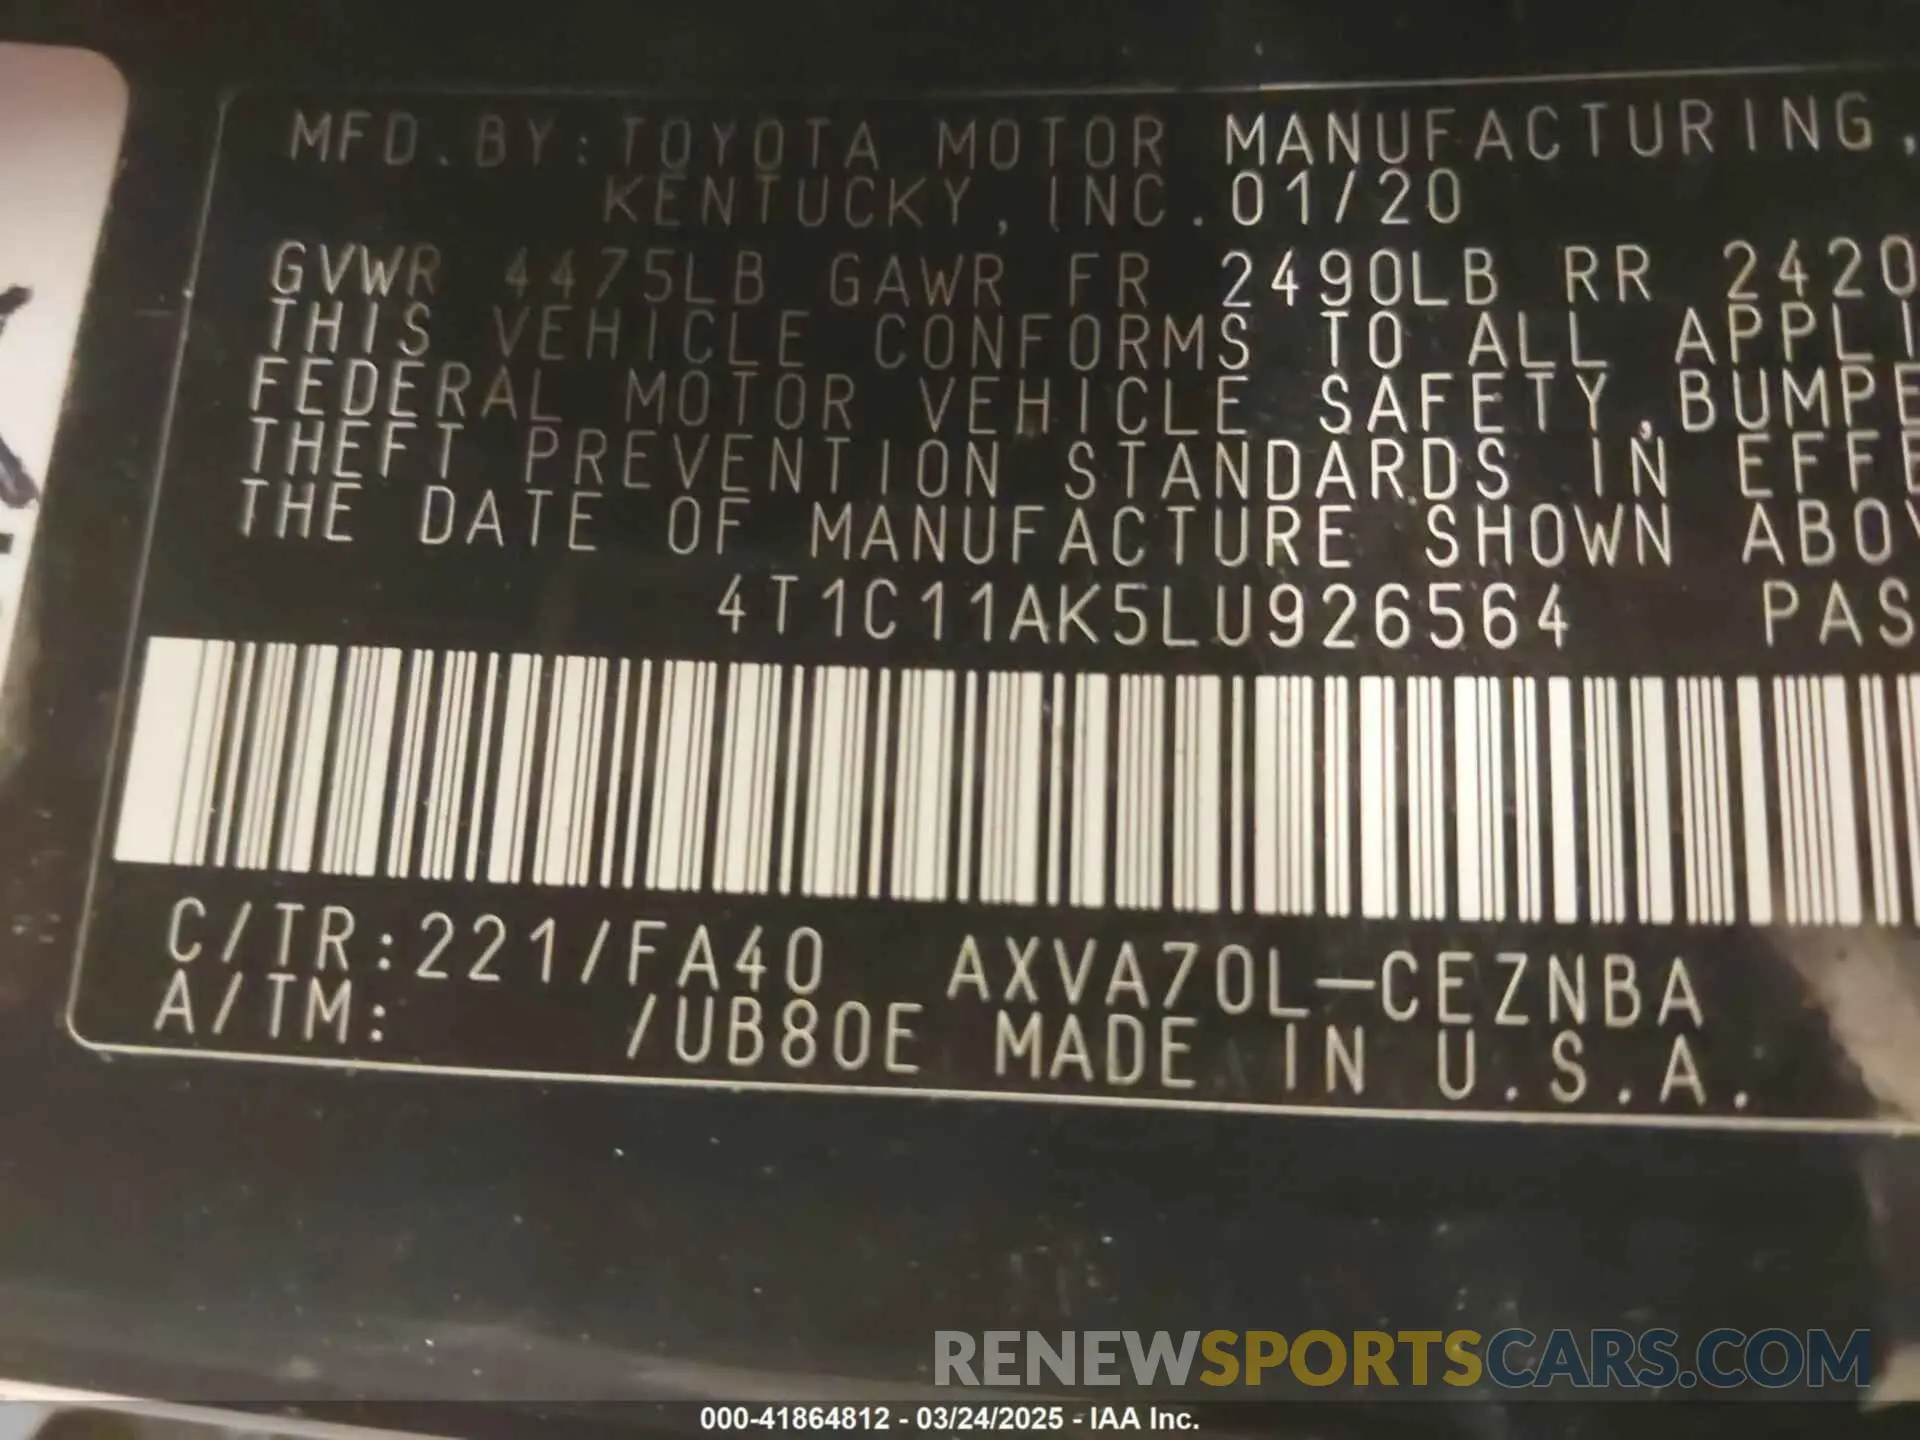 MFD. BY: TOYOTA MOTOR MANUFACTURING,
KENTUCKY, INC. 01/20
GVWR 4475LB GAWR FR 2490LB RR 2420
THIS VEHICLE CONFORMS TO ALL APPLI
FEDERAL MOTOR VEHICLE SAFETY, BUMPE
THEFT PREVENTION STANDARDS IN EFFE
THE DATE OF MANUFACTURE SHOWN ABOV
4T1C11AK5LU926564 PAS
C/TR: 221/FA40 AXVA70L-CEZNBA
A/TM: /UB80E MADE IN U.S.A.
RENEWSPORTSCARS.COM
000-41864812 - 03/24/2025 - IAA Inc.